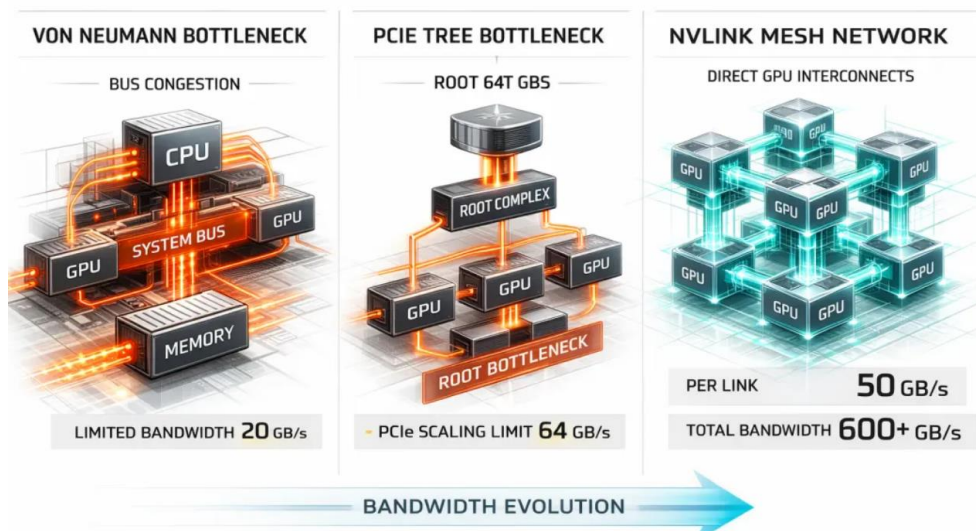 VON NEUMANN BOTTLENECK
BUS CONGESTION
CPU
GPU
SYSTEM BUS
GPU
MEMORY
LIMITED BANDWIDTH 20 GB/s
PCIE TREE BOTTLENECK
ROOT 64T GBS
ROOT COMPLEX
GPU
GPU
GPU
ROOT BOTTLENECK
- PCIe SCALING LIMIT 64 GB/s
NVLINK MESH NETWORK
DIRECT GPU INTERCONNECTS
GPU
GPU
GPU
GPU GPU
GPU
GPU
GPU GPU
PER LINK 50 GB/s
TOTAL BANDWIDTH 600+ GB/s
BANDWIDTH EVOLUTION